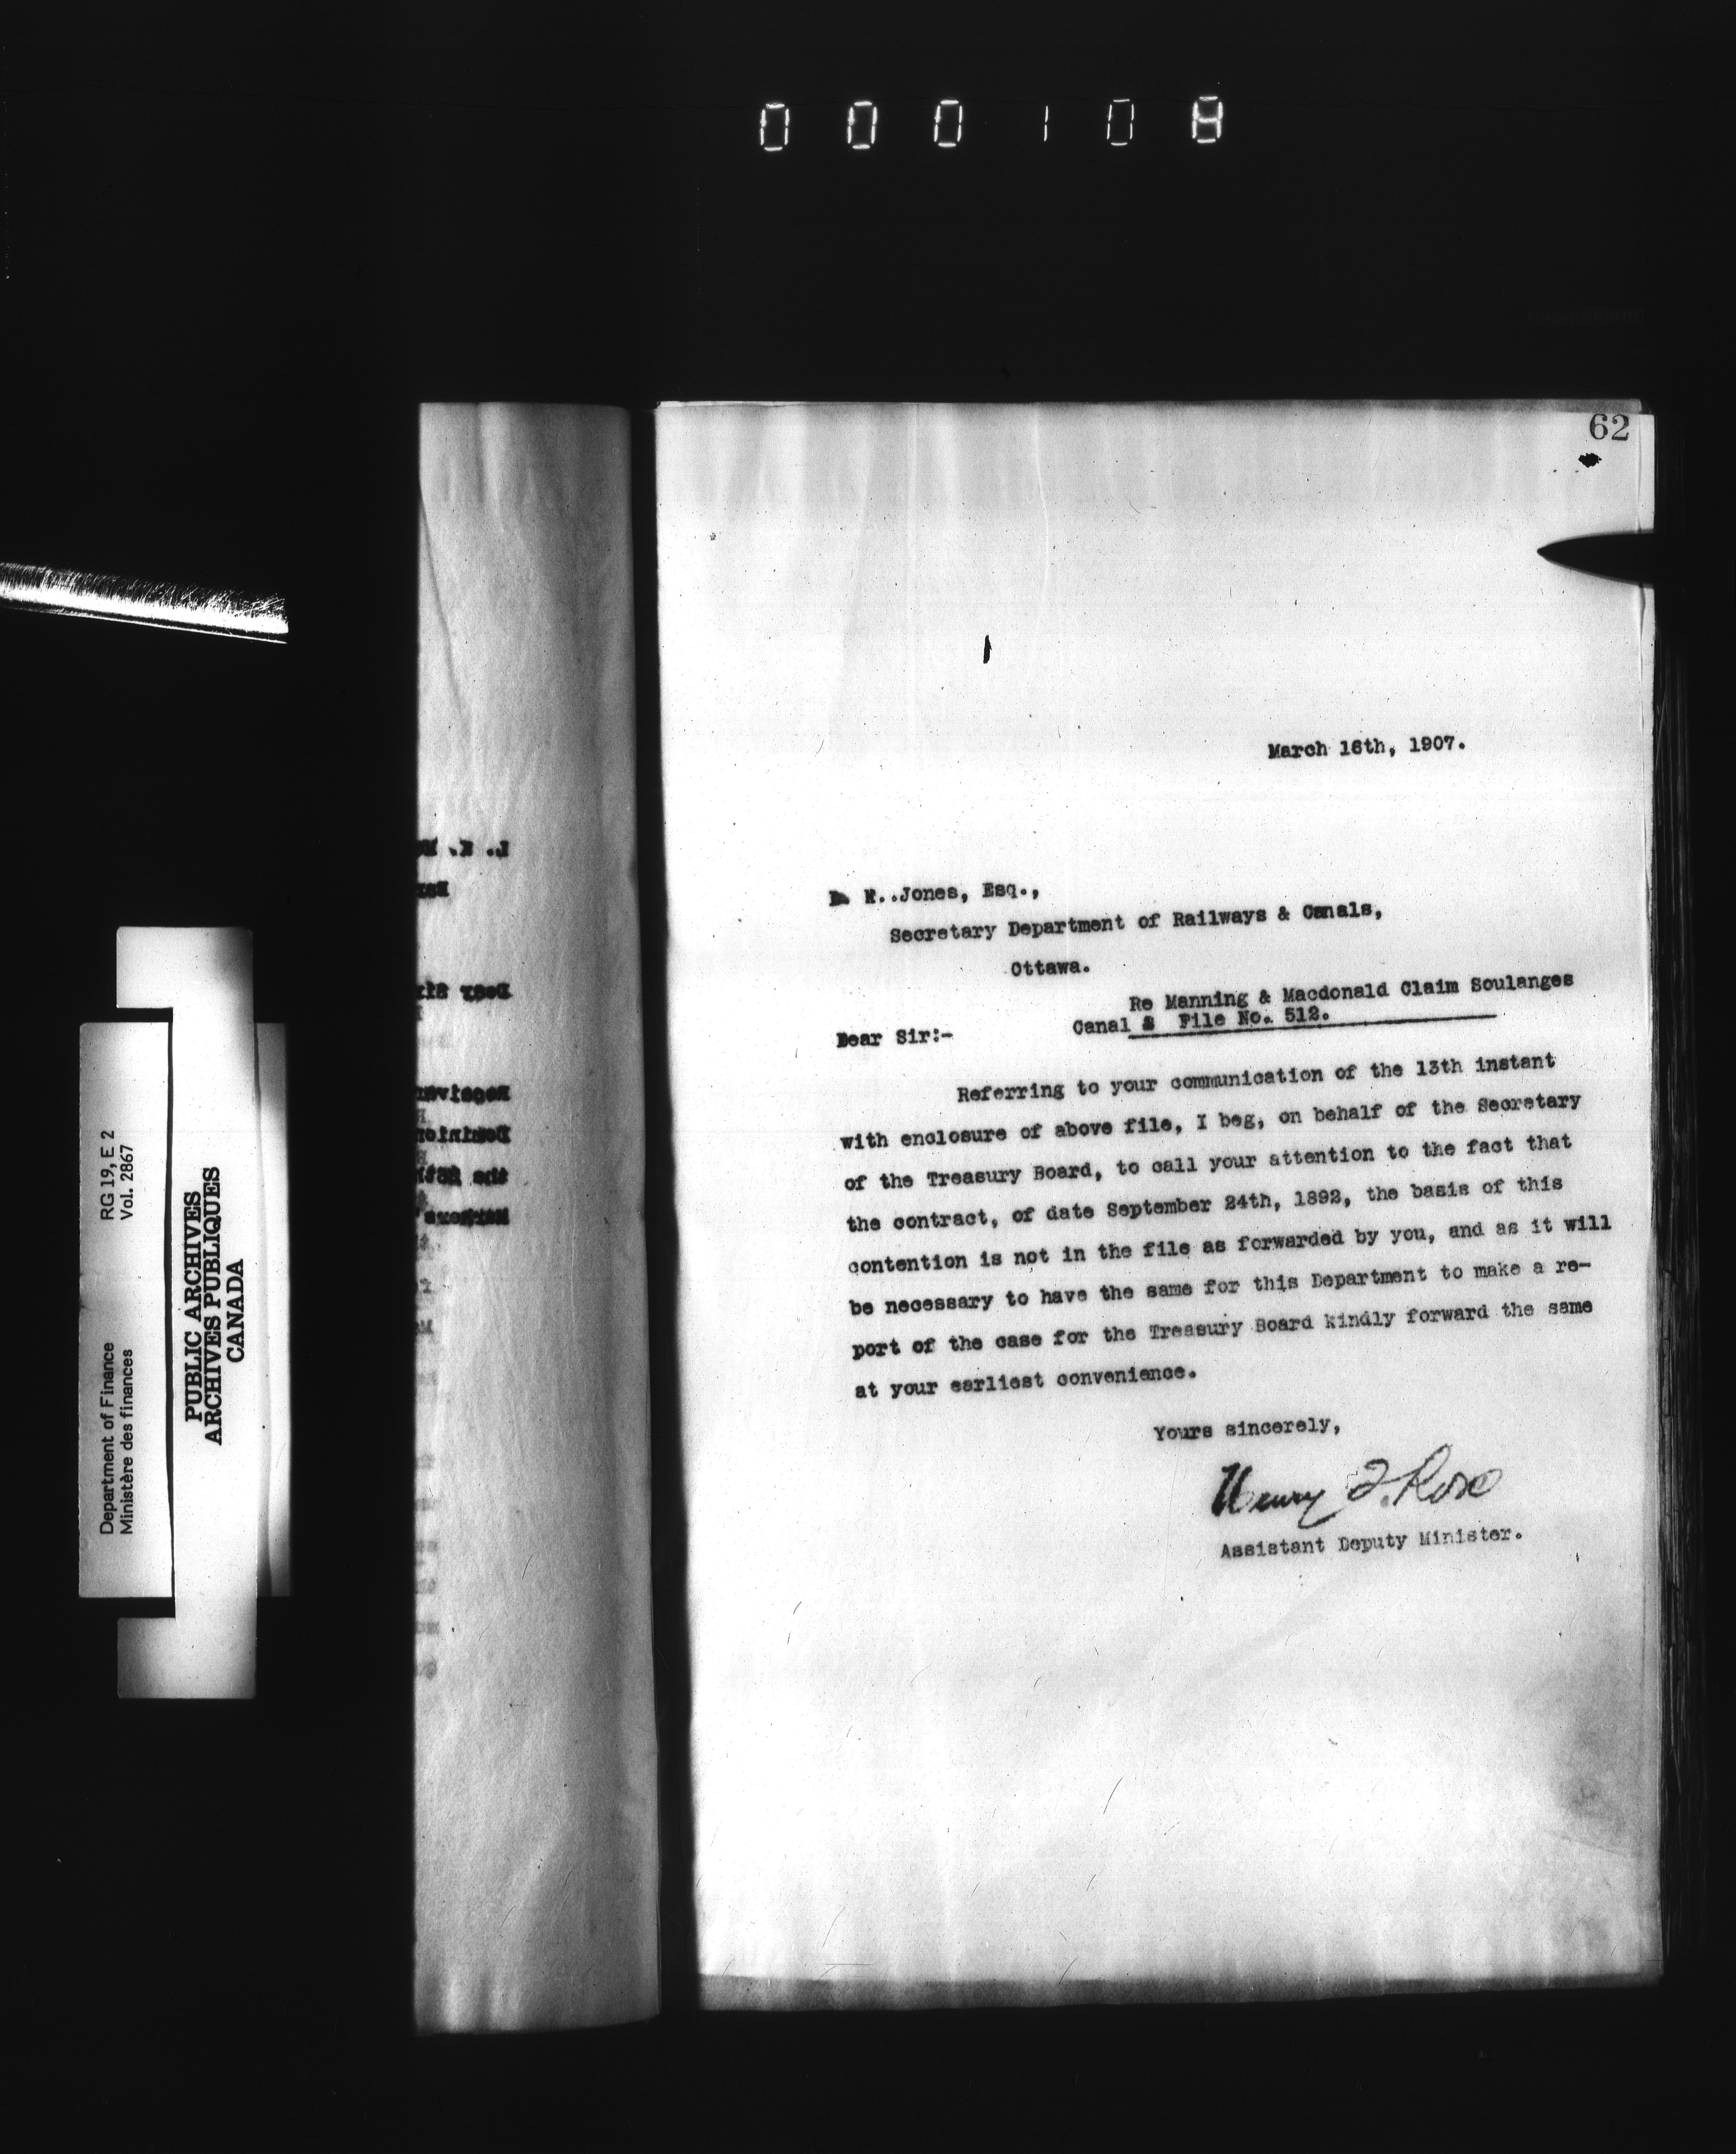 000108
62
March 16th, 1907.
W. Jones, Esq.,
Secretary Department of Railways & Canals,
Ottawa.
Re Manning & Macdonald Claim Soulanges
Canal & File No. 512.
Dear Sir:-
Referring to your communication of the 13th instant
with enclosure of above file, I beg, on behalf of the Secretary
of the Treasury Board, to call your attention to the fact that
the contract, of date September 24th, 1892, the basis of this
contention is not in the file as forwarded by you, and as it will
be necessary to have the same for this Department to make a re-
port of the case for the Treasury Board kindly forward the same
at your earliest convenience.
Yours sincerely,
Henry T. Ross
Assistant Deputy Minister.
Department of Finance RG 19, E 2
Ministère des finances Vol. 2867
PUBLIC ARCHIVES
ARCHIVES PUBLIQUES
CANADA